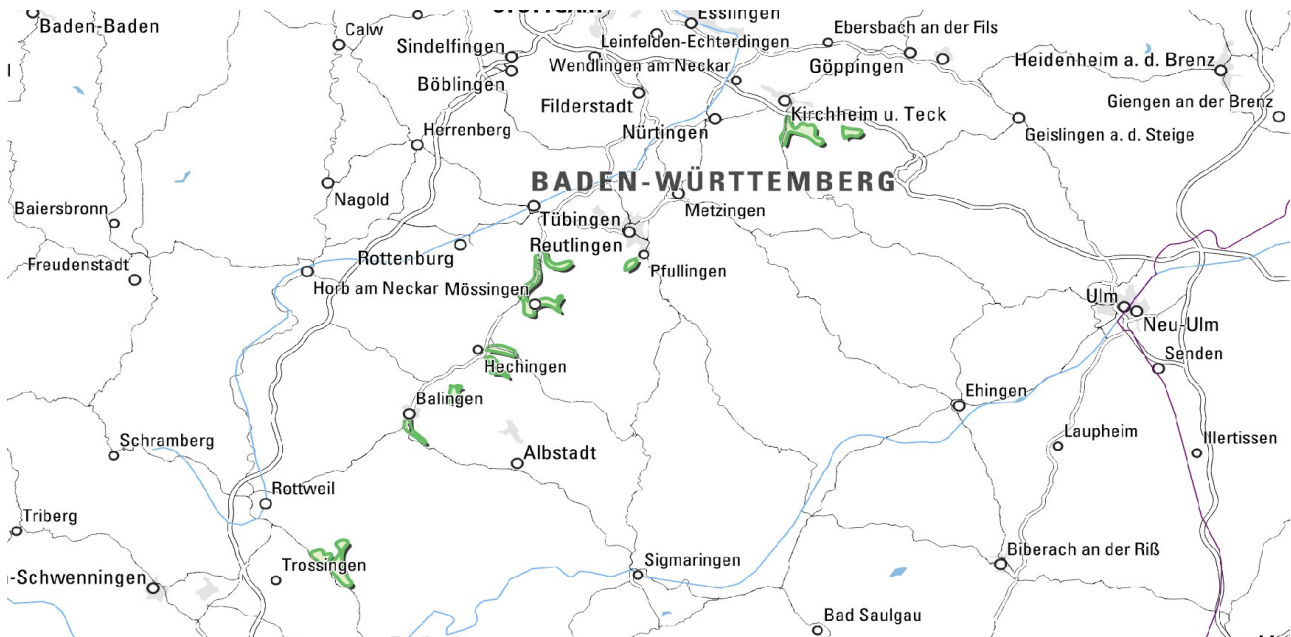 Baden-Baden
Calw
Esslingen
Ebersbach an der Fils
Sindelfingen
Leinfelden-Echterdingen
Wendlingen am Neckar
Göppingen
Heidenheim a. d. Brenz
Böblingen
Filderstadt
Giengen an der Brenz
Kirchheim u. Teck
Nürtingen
Geislingen a. d. Steige
Herrenberg
BADEN-WÜRTTEMBERG
Nagold
Metzingen
Baiersbronn
Tübingen
Reutlingen
Rottenburg
Freudenstadt
Pfullingen
Horb am Neckar
Mössingen
Ulm
Neu-Ulm
Senden
Hechingen
Ehingen
Balingen
Laupheim
Illertissen
Schramberg
Albstadt
Rottweil
Triberg
Biberach an der Riß
Sigmaringen
Trossingen
-Schwenningen
Bad Saulgau